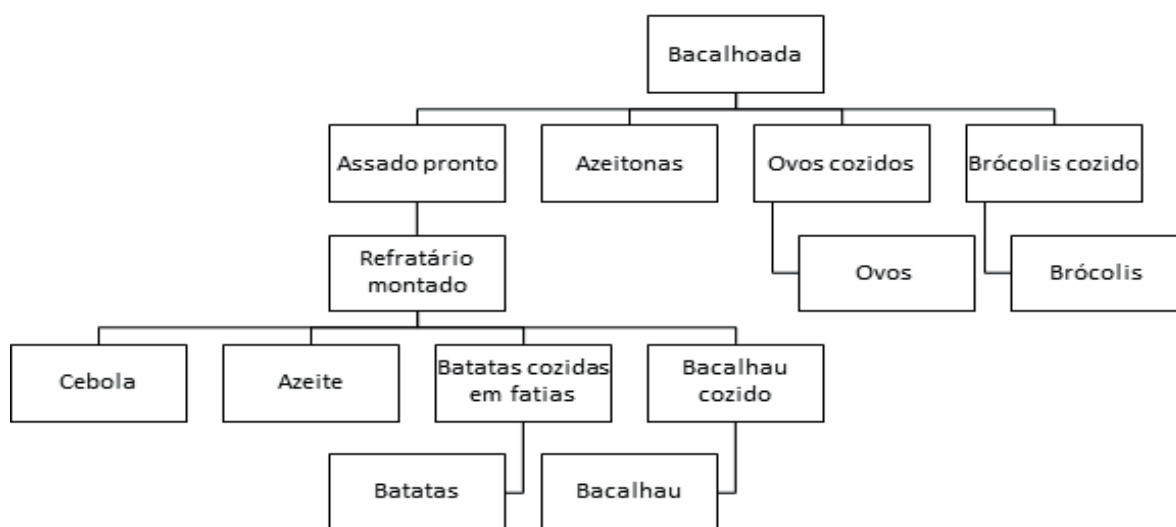 Bacalhoada
Assado pronto
Azeitonas
Ovos cozidos
Brócolis cozido
Refratário
montado
Ovos
Brócolis
Cebola
Azeite
Batatas cozidas
em fatias
Bacalhau
cozido
Batatas
Bacalhau